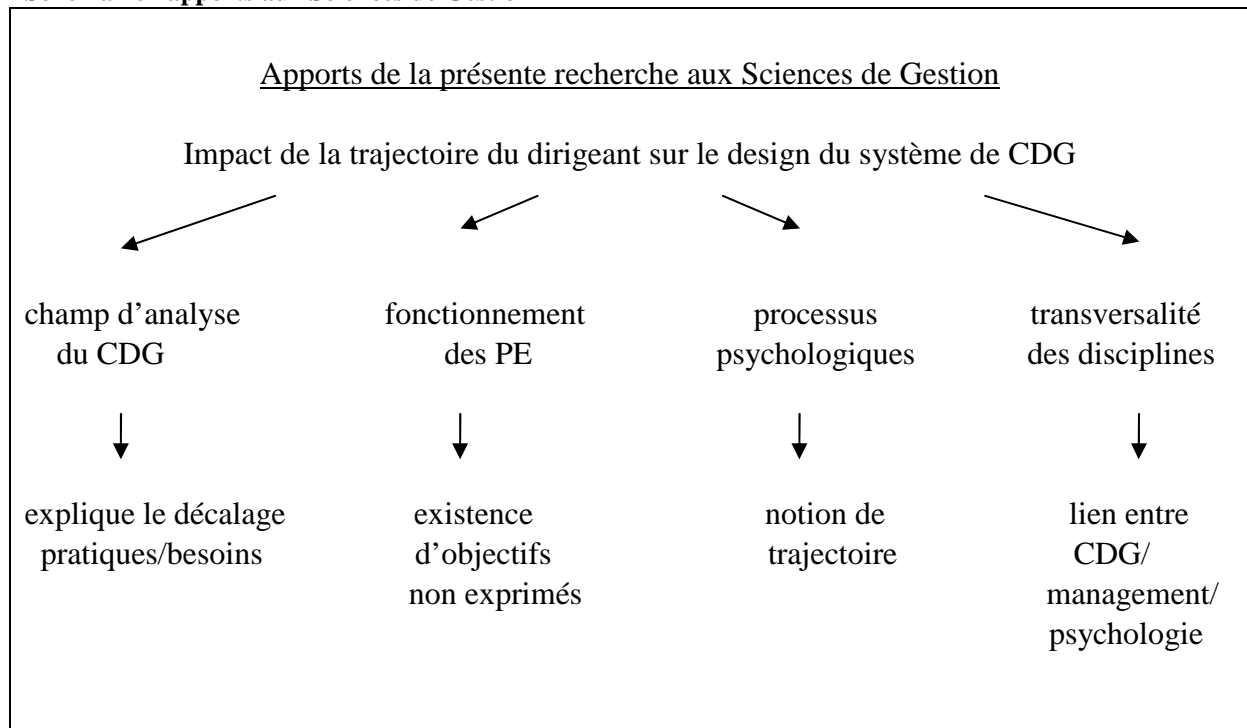 Apports de la présente recherche aux Sciences de Gestion
Impact de la trajectoire du dirigeant sur le design du système de CDG
champ d'analyse
du CDG
fonctionnement
des PE
processus
psychologiques
transversalité
des disciplines
explique le décalage
pratiques/besoins
existence
d'objectifs
non exprimés
notion de
trajectoire
lien entre
CDG/
management/
psychologie